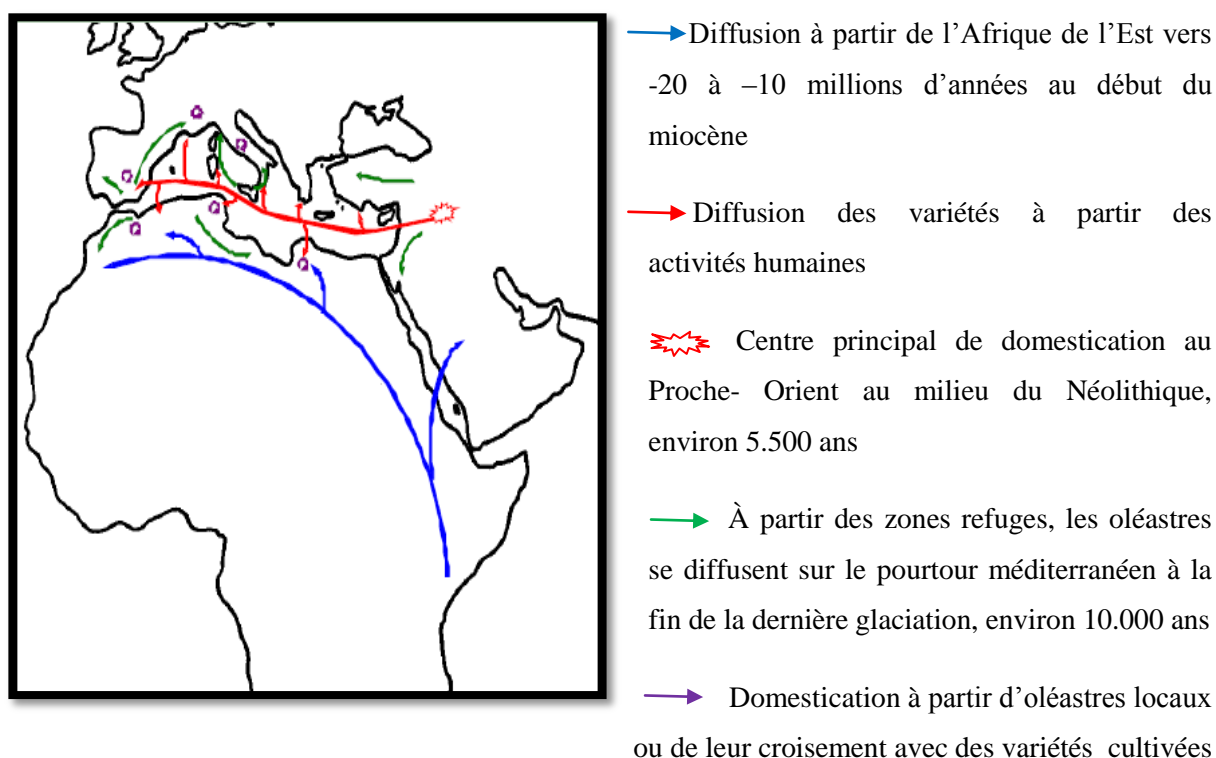 Diffusion à partir de l’Afrique de l’Est vers
-20 à –10 millions d’années au début du
miocène
Diffusion des variétés à partir des
activités humaines
Centre principal de domestication au
Proche- Orient au milieu du Néolithique,
environ 5.500 ans
À partir des zones refuges, les oléastres
se diffusent sur le pourtour méditerranéen à la
fin de la dernière glaciation, environ 10.000 ans
Domestication à partir d’oléastres locaux
ou de leur croisement avec des variétés cultivées